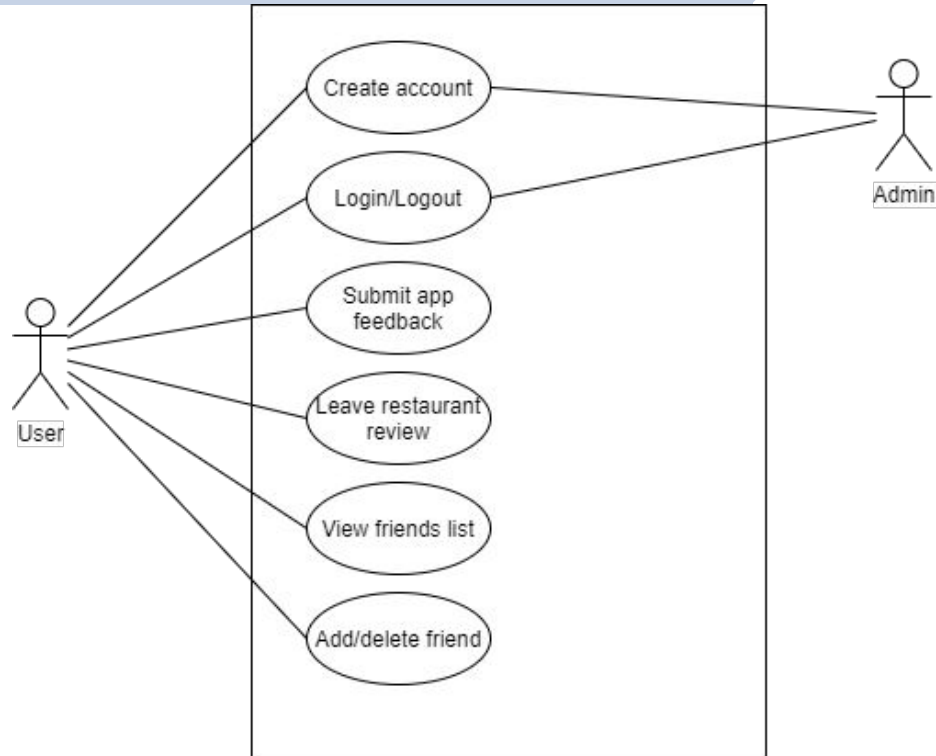 Create account
Login/Logout
Admin
Submit app
feedback
Leave restaurant
review
User
View friends list
Add/delete friend